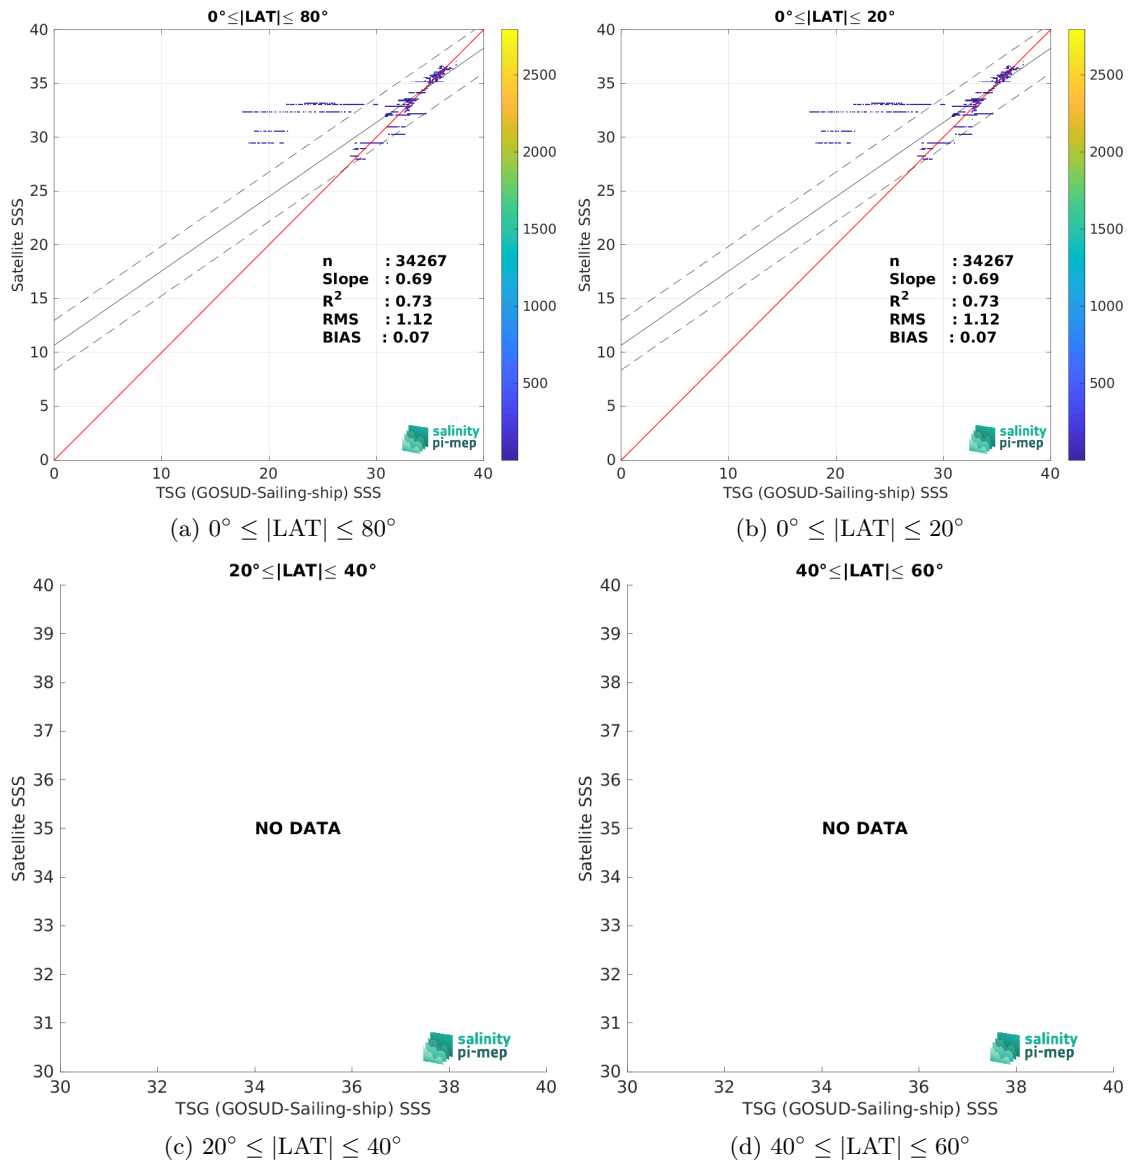 0°≤|LAT|≤ 80°
40
35
30
25
20
15
10
5
0
0
10
20
30
40
Satellite SSS
TSG (GOSUD-Sailing-ship) SSS
n : 34267
Slope : 0.69
R² : 0.73
RMS : 1.12
BIAS : 0.07
salinity
pi-mep
2500
2000
1500
1000
500
(a) 0° ≤ |LAT| ≤ 80°
0°≤|LAT|≤ 20°
40
35
30
25
20
15
10
5
0
0
10
20
30
40
Satellite SSS
TSG (GOSUD-Sailing-ship) SSS
n : 34267
Slope : 0.69
R² : 0.73
RMS : 1.12
BIAS : 0.07
salinity
pi-mep
2500
2000
1500
1000
500
(b) 0° ≤ |LAT| ≤ 20°
20°≤|LAT|≤ 40°
40
39
38
37
36
35
34
33
32
31
30
30
32
34
36
38
40
Satellite SSS
NO DATA
salinity
pi-mep
TSG (GOSUD-Sailing-ship) SSS
(c) 20° ≤ |LAT| ≤ 40°
40°≤|LAT|≤ 60°
40
39
38
37
36
35
34
33
32
31
30
30
32
34
36
38
40
Satellite SSS
NO DATA
salinity
pi-mep
TSG (GOSUD-Sailing-ship) SSS
(d) 40° ≤ |LAT| ≤ 60°